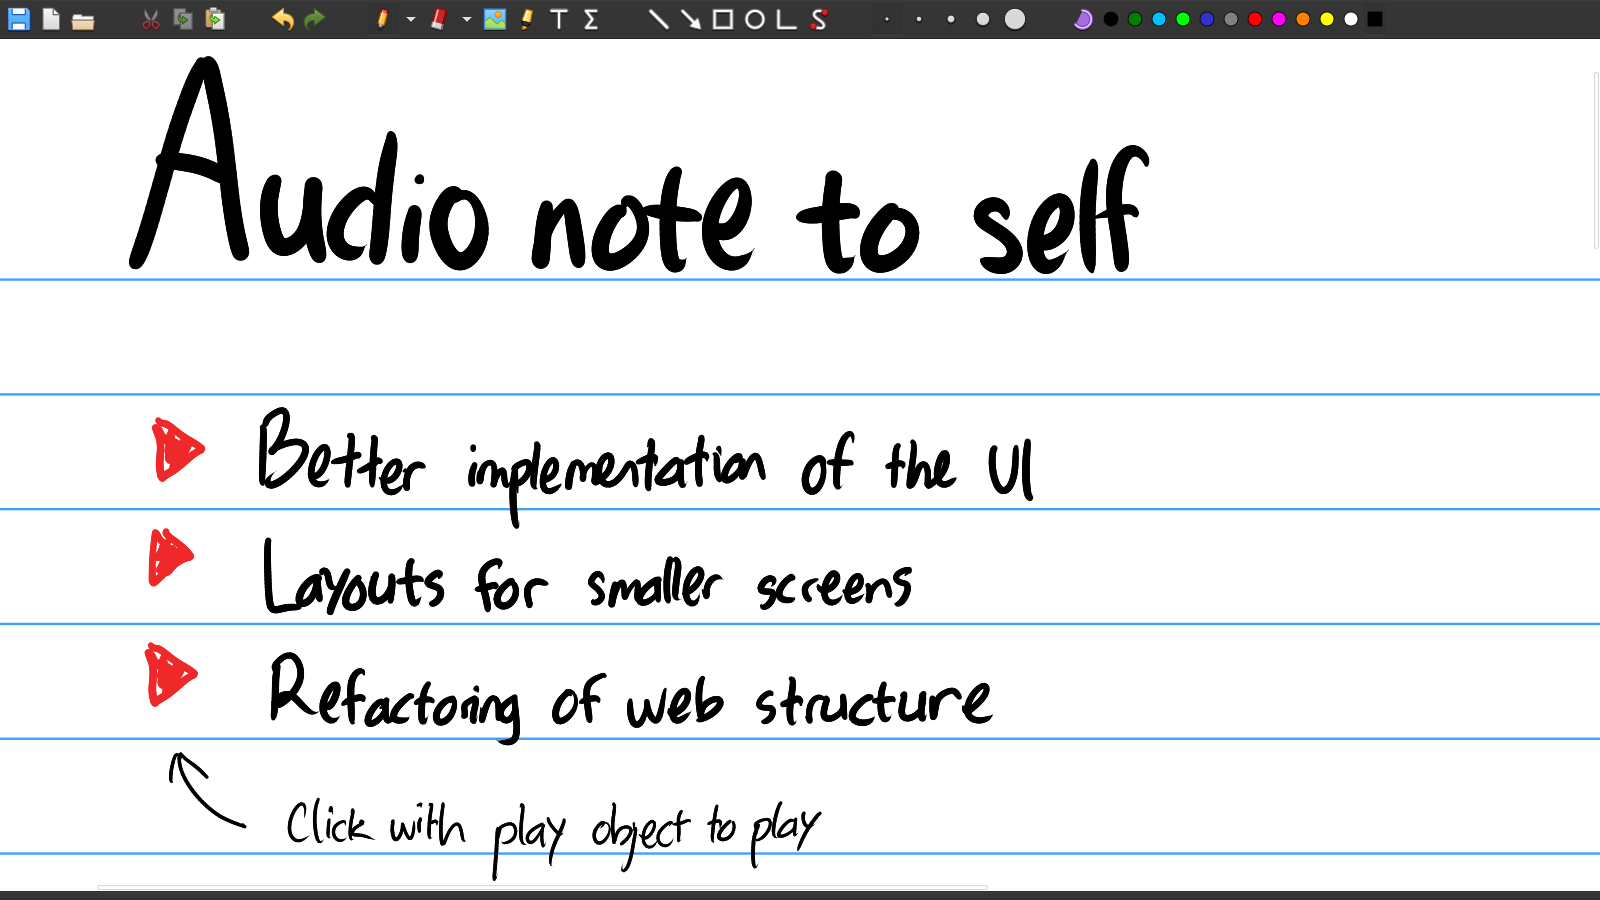 Audio note to self
Better implementation of the UI
Layouts for smaller screens
Refactoring of web structure
Click with play object to play